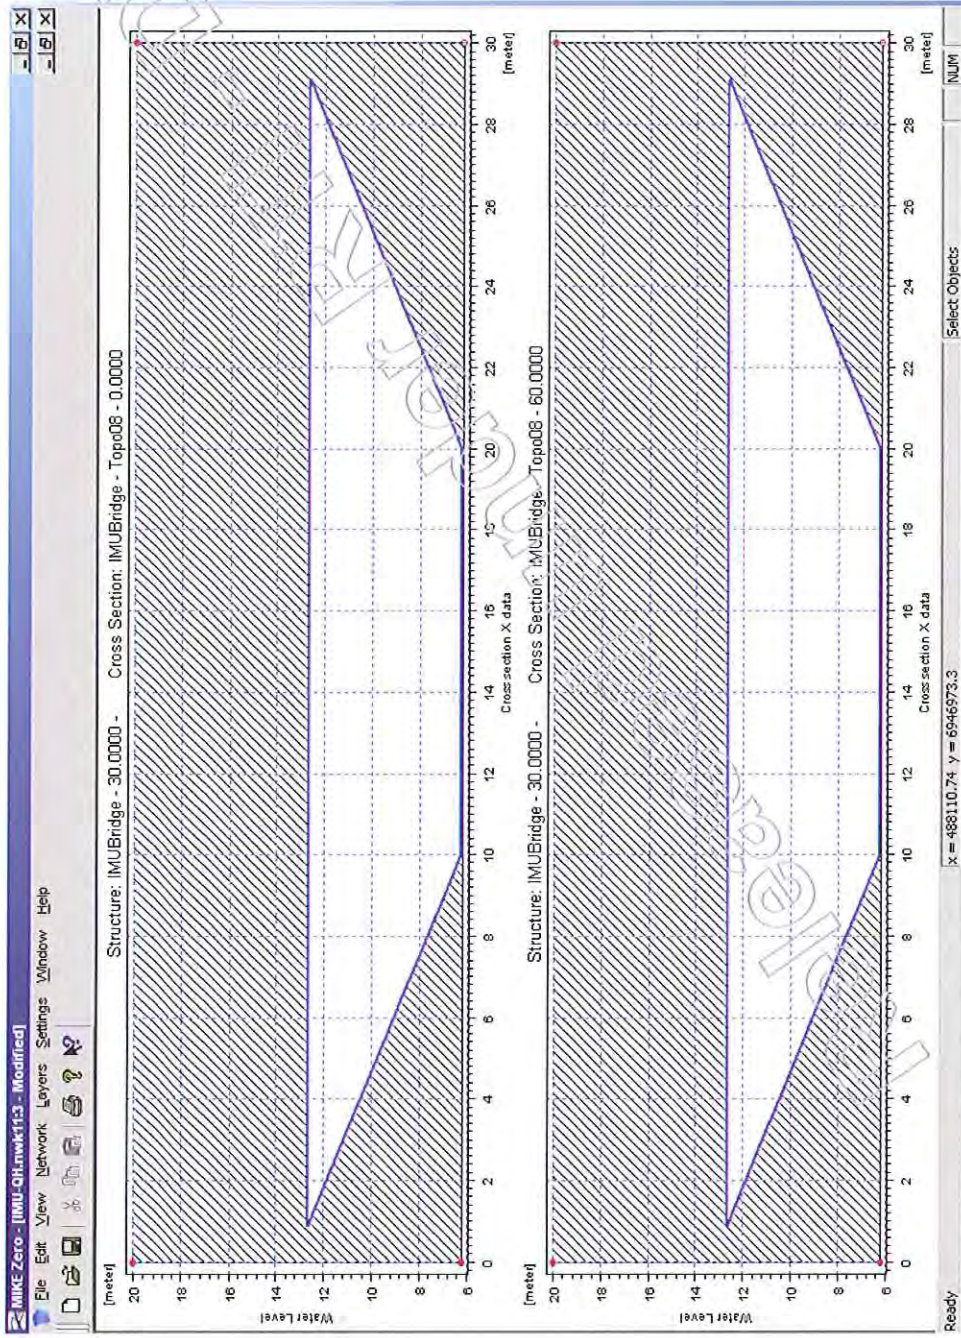 MIKE Zero - [IMU-QH.nwk11:3 - Modified]
File Edit View Network Layers Settings Window Help
[meter]
Structure: IMUBridge - 30.0000 - Cross Section: IMUBridge - Topo08 - 0.0000
20
18
16
14
12
10
8
6
Water Level
0 2 4 6 8 10 12 14 16 18 20 22 24 26 28 30
Cross section X data
[meter]
[meter]
Structure: IMUBridge - 30.0000 - Cross Section: IMUBridge - Topo08 - 60.0000
20
18
16
14
12
10
8
6
Water Level
0 2 4 6 8 10 12 14 16 18 20 22 24 26 28 30
Cross section X data
[meter]
Ready x = 488110.74 y = 6946973.3 Select Objects NUM